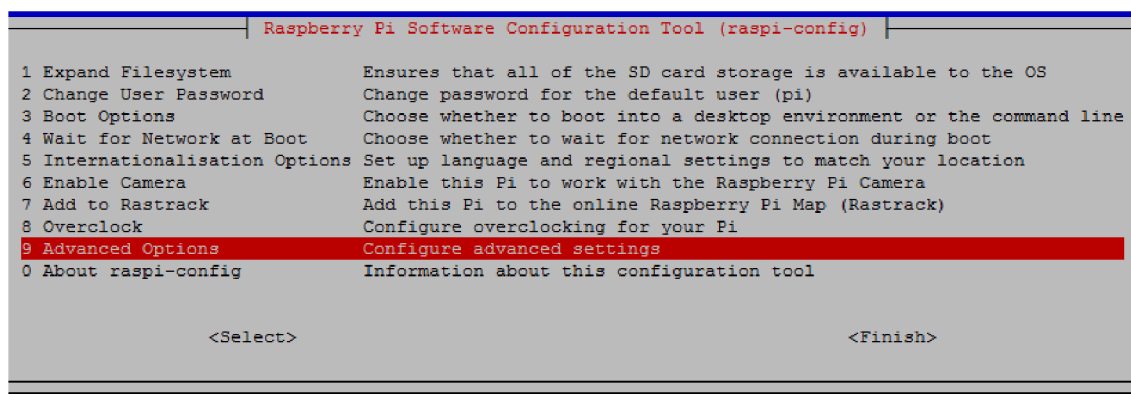 Raspberry Pi Software Configuration Tool (raspi-config)
1 Expand Filesystem Ensures that all of the SD card storage is available to the OS
2 Change User Password Change password for the default user (pi)
3 Boot Options Choose whether to boot into a desktop environment or the command line
4 Wait for Network at Boot Choose whether to wait for network connection during boot
5 Internationalisation Options Set up language and regional settings to match your location
6 Enable Camera Enable this Pi to work with the Raspberry Pi Camera
7 Add to Rastrack Add this Pi to the online Raspberry Pi Map (Rastrack)
8 Overclock Configure overclocking for your Pi
9 Advanced Options Configure advanced settings
0 About raspi-config Information about this configuration tool
<Select> <Finish>